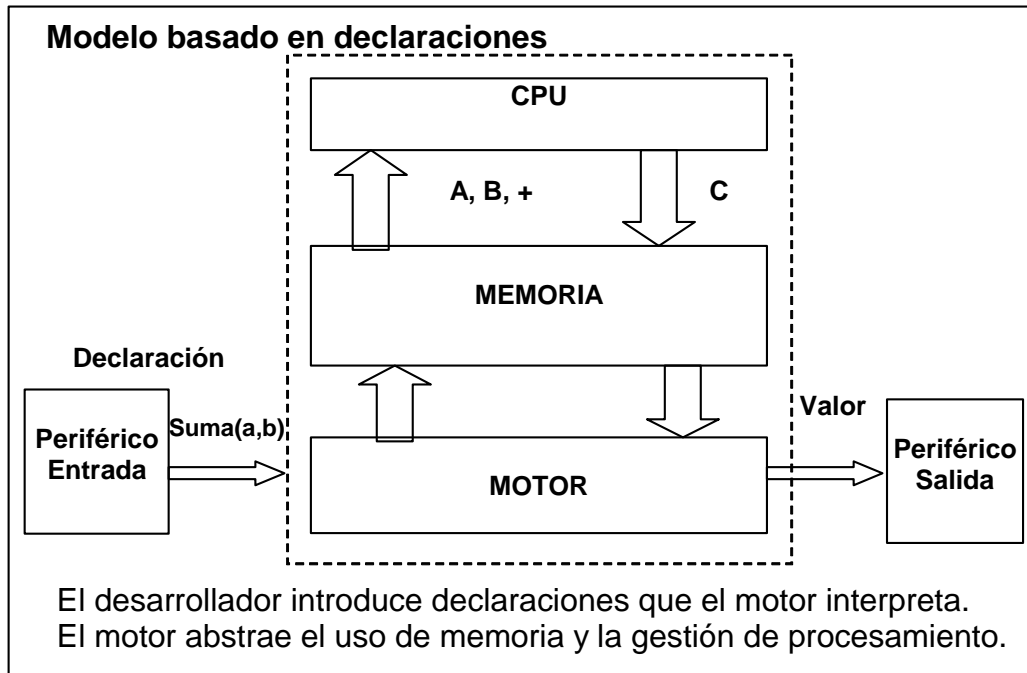 Modelo basado en declaraciones
CPU
A, B, +
C
MEMORIA
Declaración
Suma(a,b)
Periférico
Entrada
MOTOR
Valor
Periférico
Salida
El desarrollador introduce declaraciones que el motor interpreta.
El motor abstrae el uso de memoria y la gestión de procesamiento.